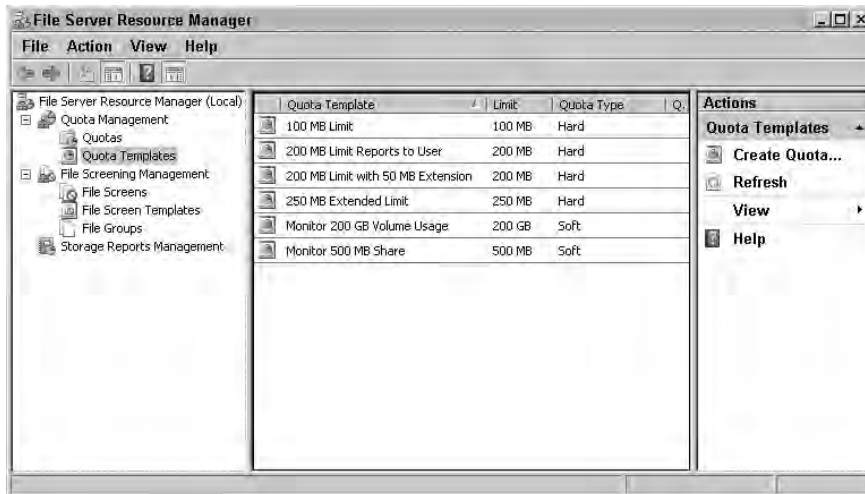 File Server Resource Manager
File Action View Help
File Server Resource Manager (Local)
Quota Management
Quotas
Quota Templates
File Screening Management
File Screens
File Screen Templates
File Groups
Storage Reports Management
Quota Template Limit Quota Type Q.
100 MB Limit 100 MB Hard
200 MB Limit Reports to User 200 MB Hard
200 MB Limit with 50 MB Extension 200 MB Hard
250 MB Extended Limit 250 MB Hard
Monitor 200 GB Volume Usage 200 GB Soft
Monitor 500 MB Share 500 MB Soft
Actions
Quota Templates
Create Quota...
Refresh
View
Help